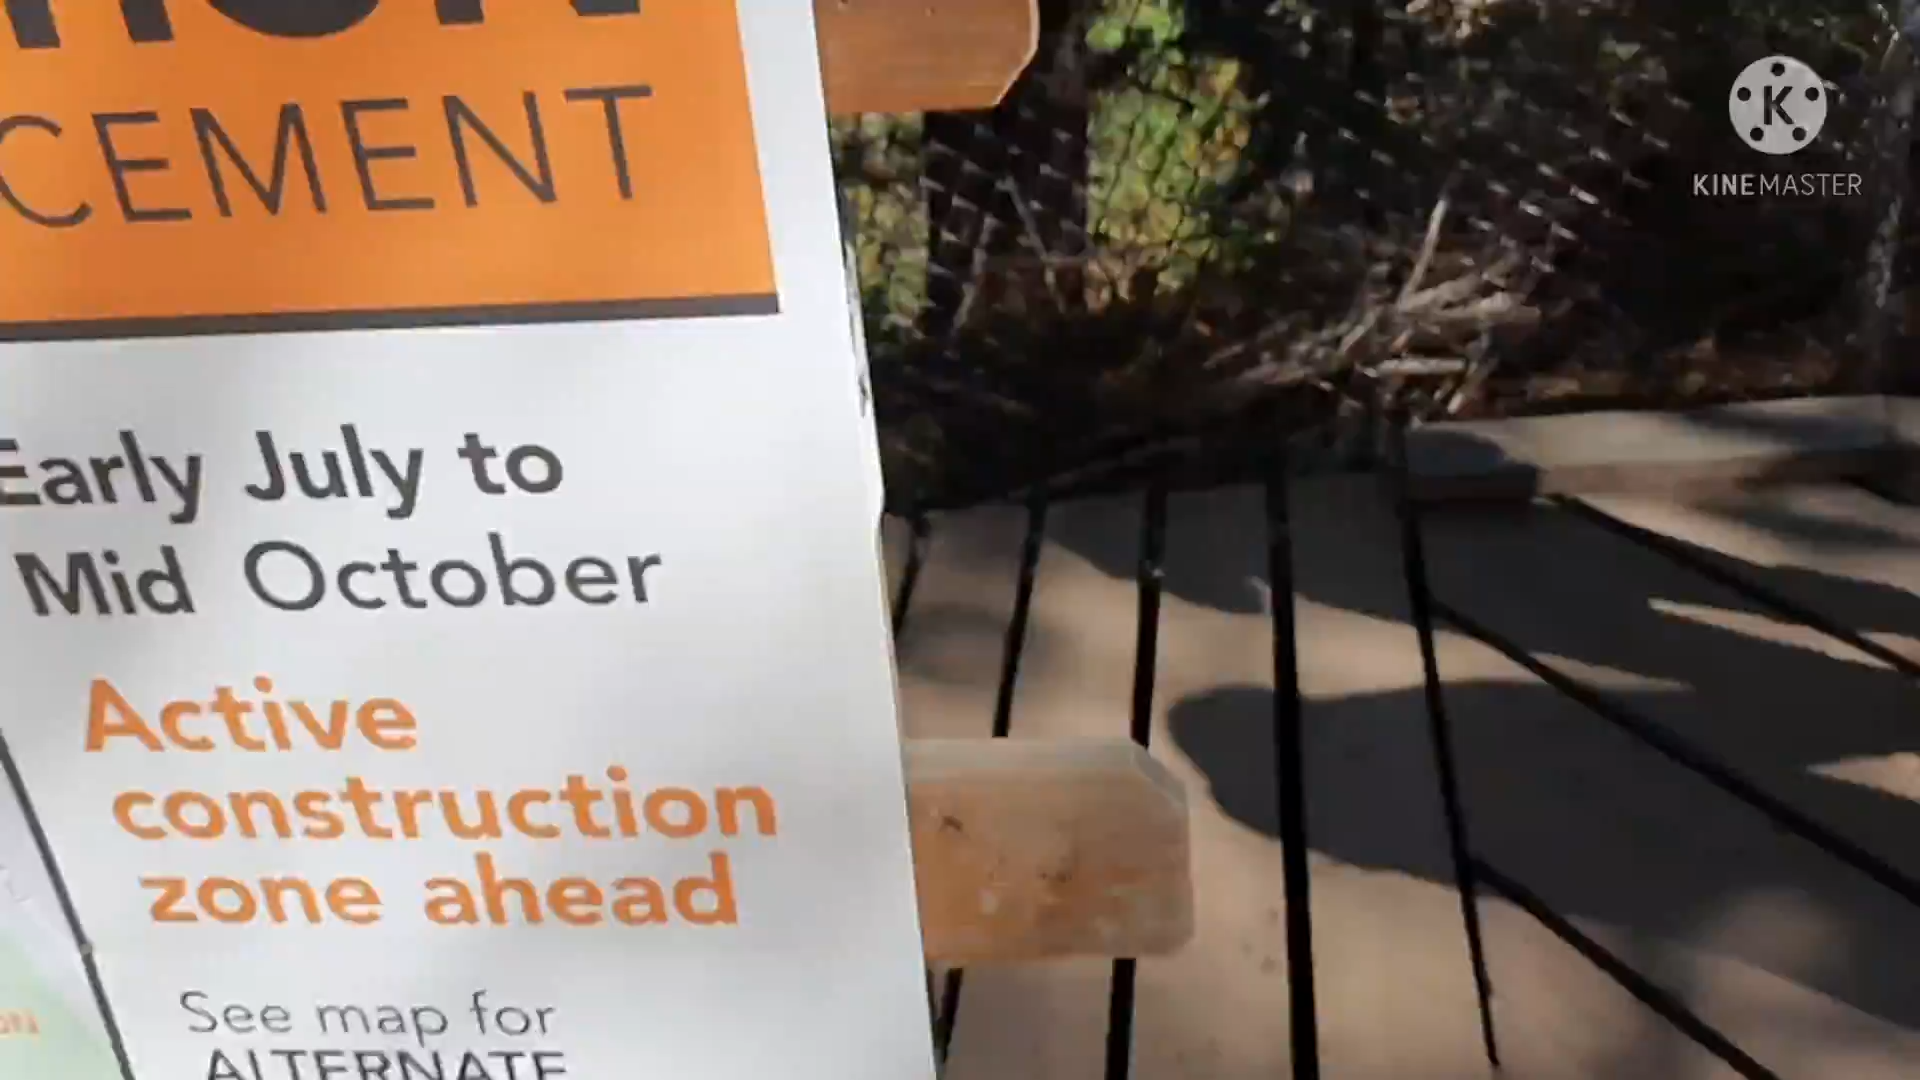 CEMENT
Early July to
Mid October
Active
construction
zone ahead
See map for
ALTERNATE
KINEMASTER